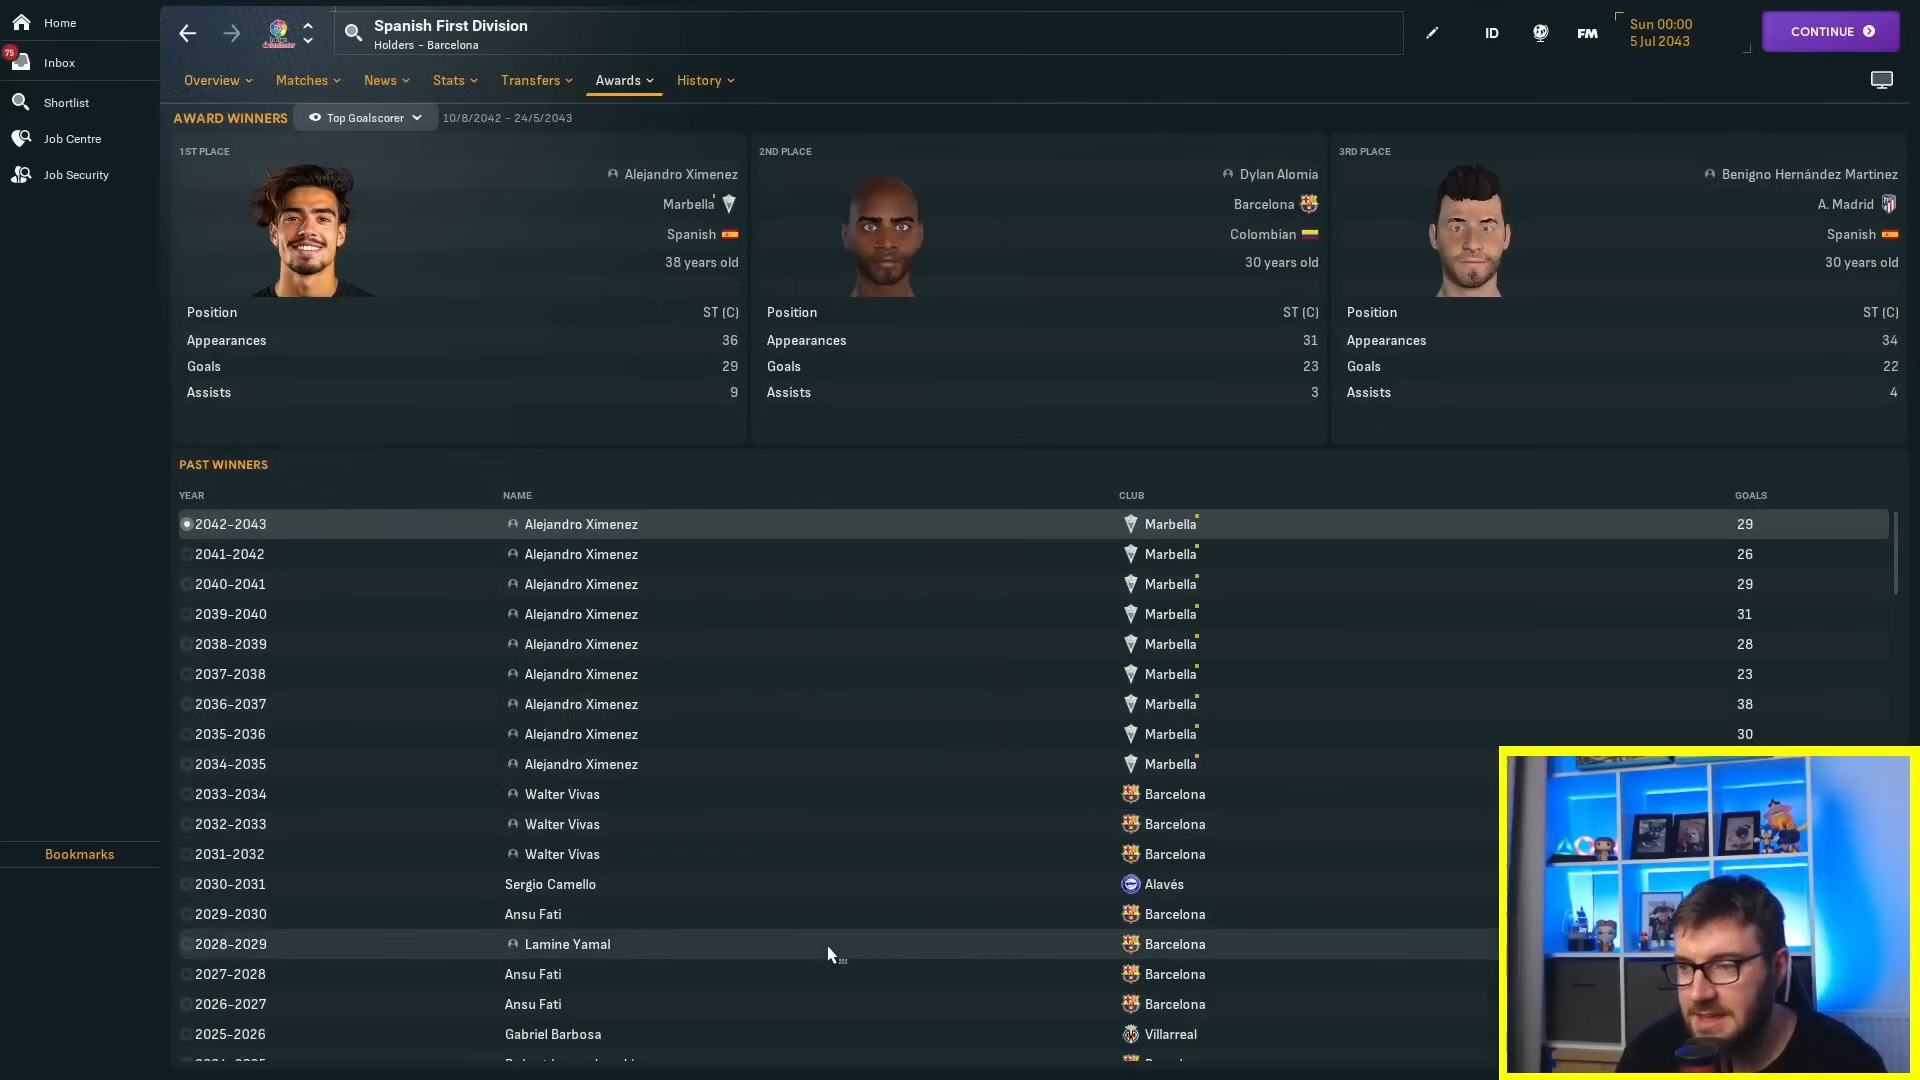 Home
Spanish First Division
Holders - Barcelona
ID
FM
Sun 00:00
5 Jul 2043
CONTINUE
75
Inbox
Shortlist
Job Centre
Job Security
Bookmarks
Overview Matches News Stats Transfers Awards History
AWARD WINNERS Top Goalscorer 10/8/2042 - 24/5/2043
1ST PLACE
Alejandro Ximenez
Marbella
Spanish
38 years old
Position ST (C)
Appearances 36
Goals 29
Assists 9
2ND PLACE
Dylan Alomia
Barcelona
Colombian
30 years old
Position ST (C)
Appearances 31
Goals 23
Assists 3
3RD PLACE
Benigno Hernández Martínez
A. Madrid
Spanish
30 years old
Position ST (C)
Appearances 34
Goals 22
Assists 4
PAST WINNERS
YEAR NAME CLUB GOALS
2042-2043 Alejandro Ximenez Marbella 29
2041-2042 Alejandro Ximenez Marbella 26
2040-2041 Alejandro Ximenez Marbella 29
2039-2040 Alejandro Ximenez Marbella 31
2038-2039 Alejandro Ximenez Marbella 28
2037-2038 Alejandro Ximenez Marbella 23
2036-2037 Alejandro Ximenez Marbella 38
2035-2036 Alejandro Ximenez Marbella 30
2034-2035 Alejandro Ximenez Marbella
2033-2034 Walter Vivas Barcelona
2032-2033 Walter Vivas Barcelona
2031-2032 Walter Vivas Barcelona
2030-2031 Sergio Camello Alavés
2029-2030 Ansu Fati Barcelona
2028-2029 Lamine Yamal Barcelona
2027-2028 Ansu Fati Barcelona
2026-2027 Ansu Fati Barcelona
2025-2026 Gabriel Barbosa Villarreal